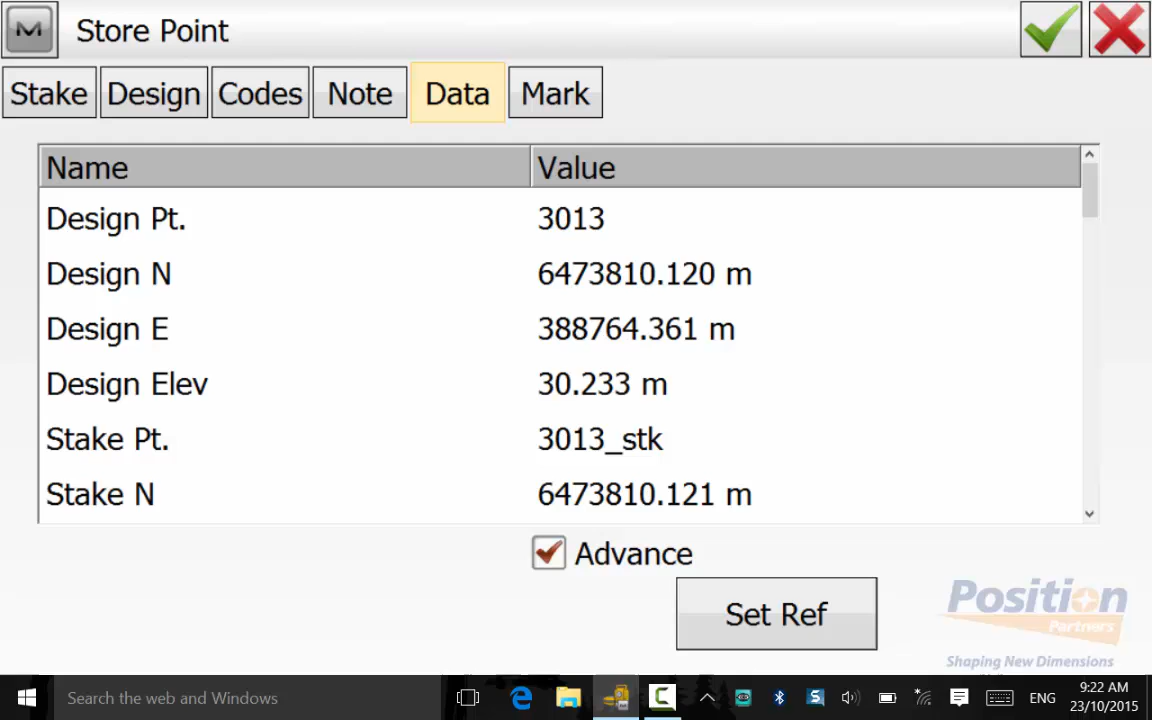 Store Point
Stake Design Codes Note Data Mark
Name Value
Design Pt. 3013
Design N 6473810.120 m
Design E 388764.361 m
Design Elev 30.233 m
Stake Pt. 3013_stk
Stake N 6473810.121 m
Advance
Set Ref
Position
Partners
Shaping New Dimensions
Search the web and Windows
ENG
9:22 AM
23/10/2015